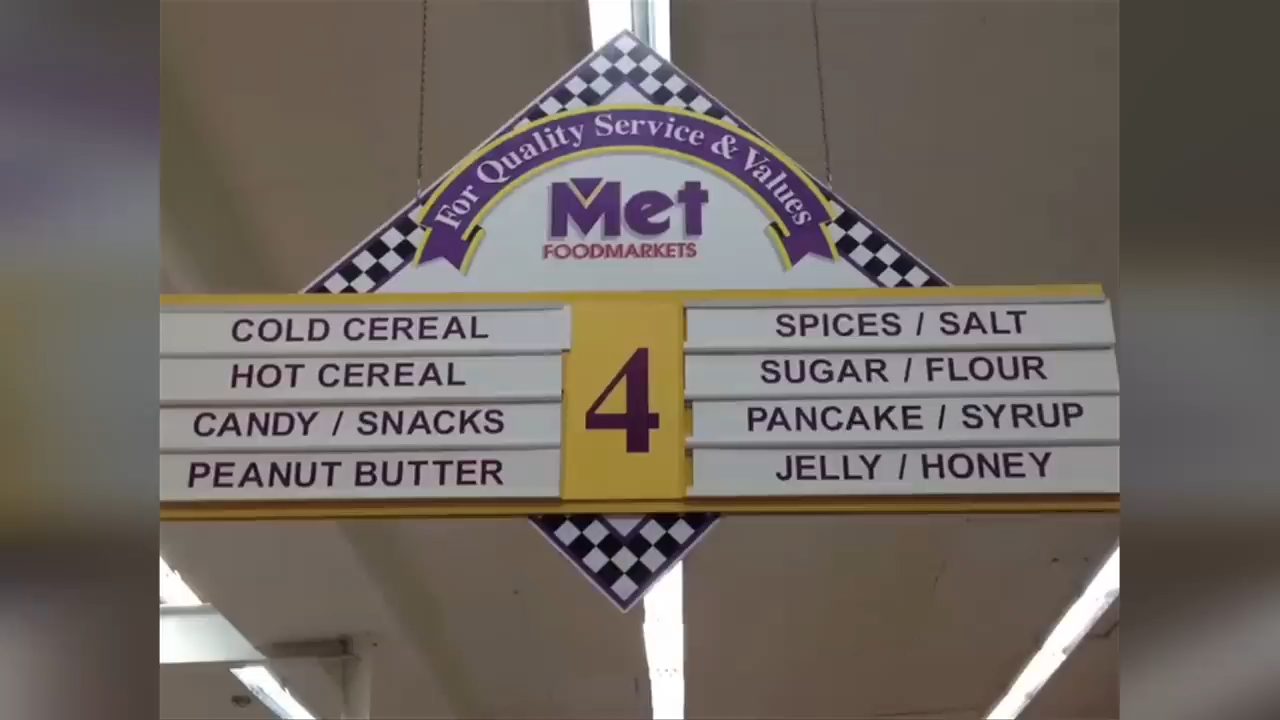 For Quality Service & Values
Met
FOODMARKETS
COLD CEREAL
HOT CEREAL
CANDY / SNACKS
PEANUT BUTTER
4
SPICES / SALT
SUGAR / FLOUR
PANCAKE / SYRUP
JELLY / HONEY